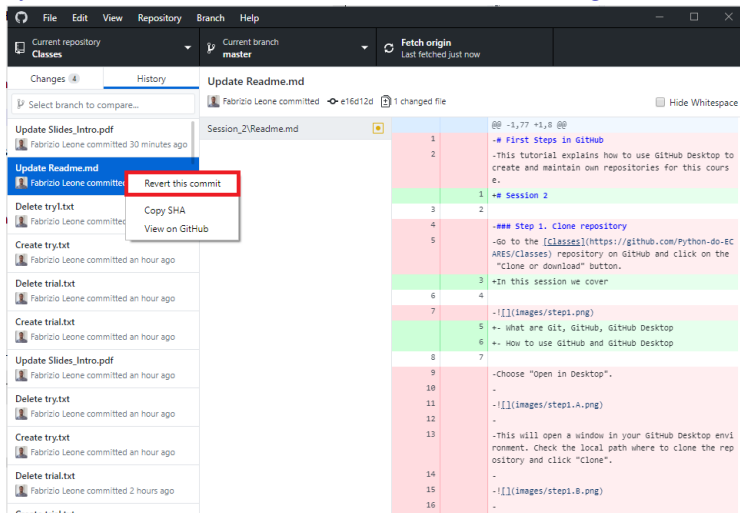 File Edit View Repository Branch Help
Current repository
Classes
Current branch
master
Fetch origin
Last fetched just now
Changes 4 History
Select branch to compare...
Update Slides_Intro.pdf
Fabrizio Leone committed 30 minutes ago
Update Readme.md
Fabrizio Leone committed
Revert this commit
Copy SHA
View on GitHub
Delete try1.txt
Fabrizio Leone committed
Create try.txt
Fabrizio Leone committed an hour ago
Delete trial.txt
Fabrizio Leone committed an hour ago
Create trial.txt
Fabrizio Leone committed an hour ago
Update Slides_Intro.pdf
Fabrizio Leone committed an hour ago
Delete try.txt
Fabrizio Leone committed an hour ago
Create try.txt
Fabrizio Leone committed an hour ago
Delete trial.txt
Fabrizio Leone committed 2 hours ago
Update Readme.md
Fabrizio Leone committed e16d12d 1 changed file
Hide Whitespace
Session_2\Readme.md
@@ -1,77 +1,8 @@
1 -# First Steps in GitHub
2 -This tutorial explains how to use GitHub Desktop to
create and maintain own repositories for this cours
e.
1 +# Session 2
3 2
4 -### Step 1. Clone repository
5 -Go to the [Classes](https://github.com/Python-do-EC
ARES/Classes) repository on GitHub and click on the
"Clone or download" button.
3 +In this session we cover
6 4
7 -![](images/step1.png)
5 +- What are Git, GitHub, GitHub Desktop
6 +- How to use GitHub and GitHub Desktop
8 7
9 -Choose "Open in Desktop".
10 -
11 -![](images/step1.A.png)
12 -
13 -This will open a window in your GitHub Desktop envi
ronment. Check the local path where to clone the rep
ository and click "Clone".
14 -
15 -![](images/step1.B.png)
16 -